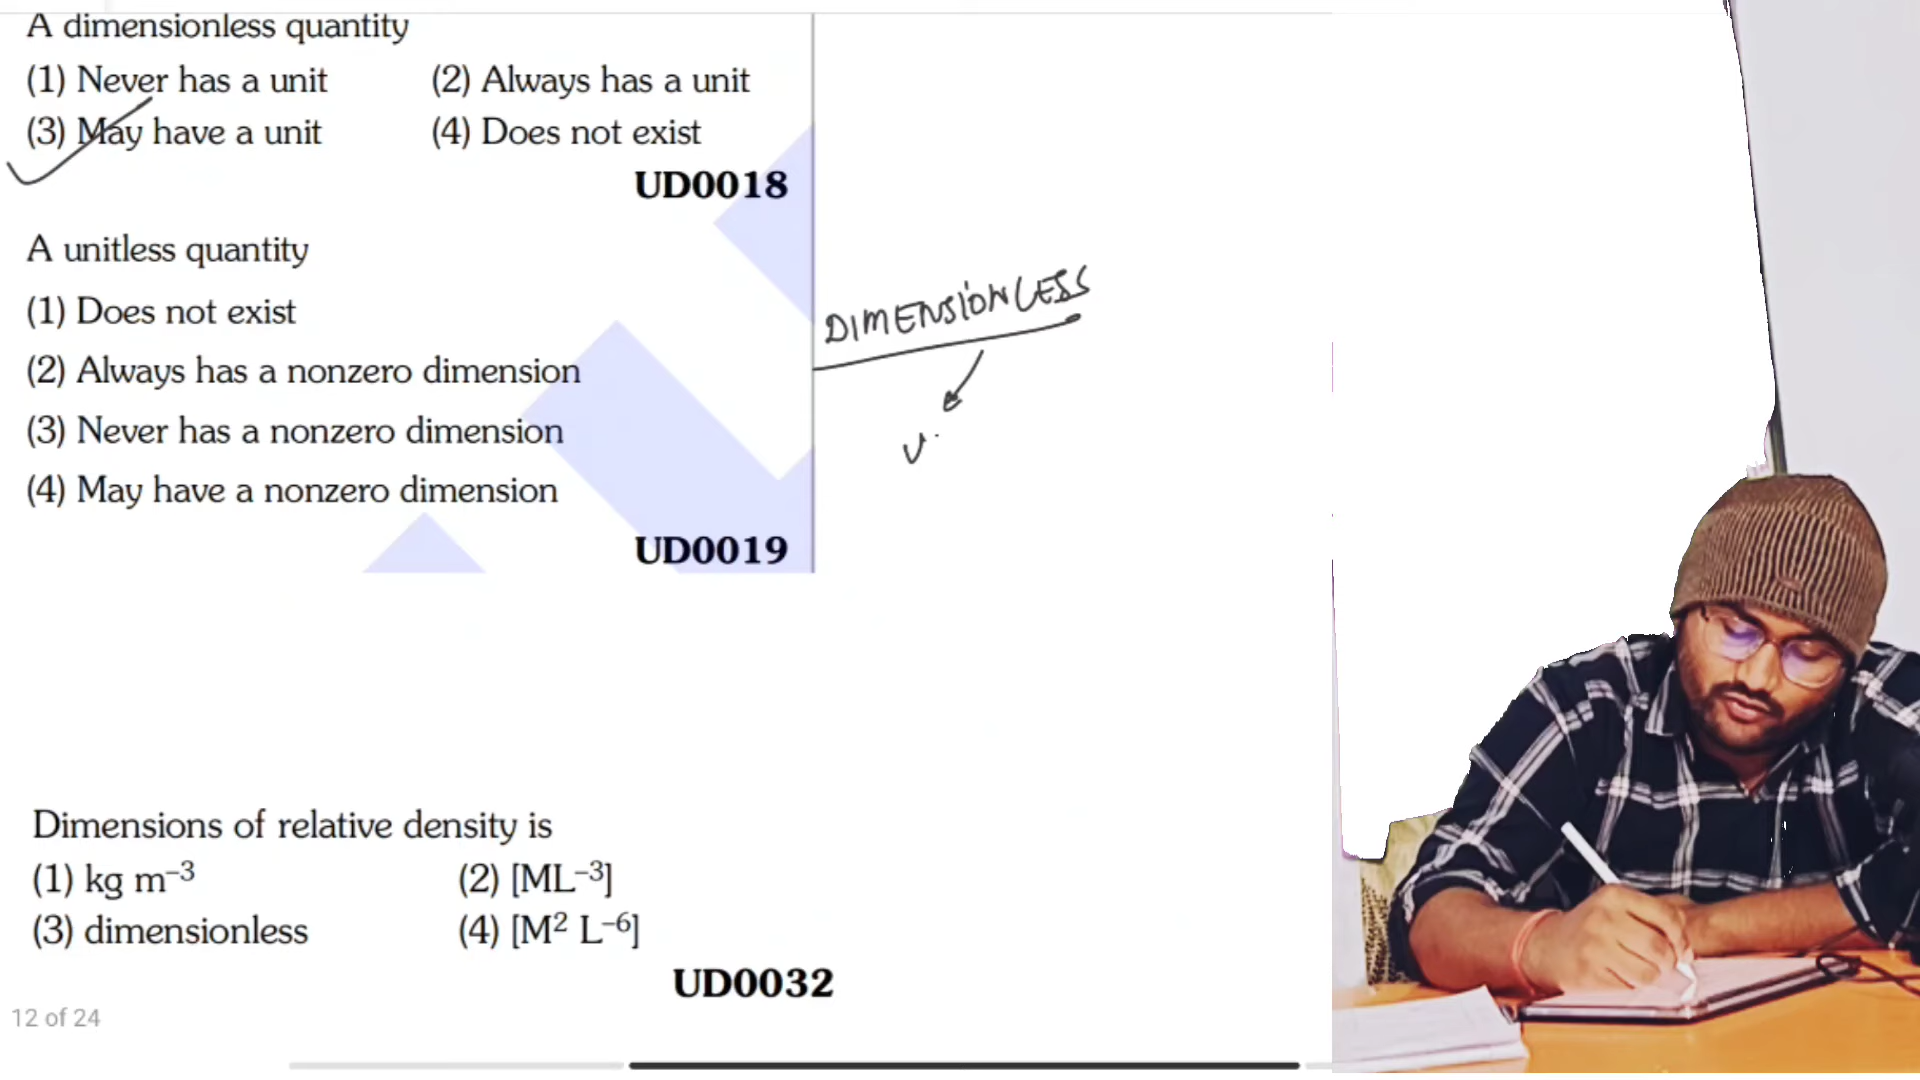 A dimensionless quantity
(1) Never has a unit (2) Always has a unit
(3) May have a unit (4) Does not exist
UD0018
A unitless quantity
(1) Does not exist
(2) Always has a nonzero dimension
(3) Never has a nonzero dimension
(4) May have a nonzero dimension
UD0019
DIMENSIONLESS
Dimensions of relative density is
(1) kg m⁻³ (2) [ML⁻³]
(3) dimensionless (4) [M² L⁻⁶]
UD0032
12 of 24